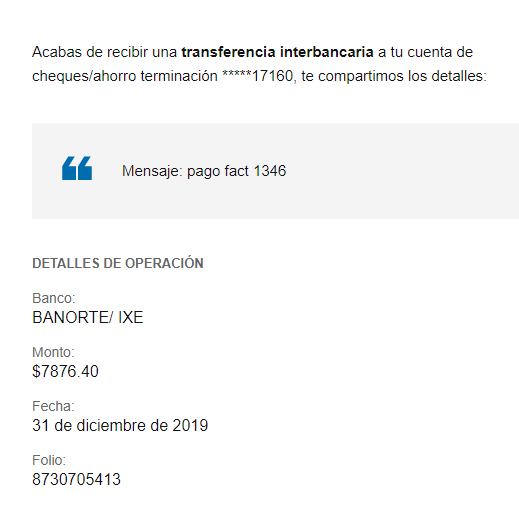 Acabas de recibir una transferencia interbancaria a tu cuenta de
cheques/ahorro terminación *****17160, te compartimos los detalles:
Mensaje: pago fact 1346
DETALLES DE OPERACIÓN
Banco:
BANORTE/ IXE
Monto:
$7876.40
Fecha:
31 de diciembre de 2019
Folio:
8730705413